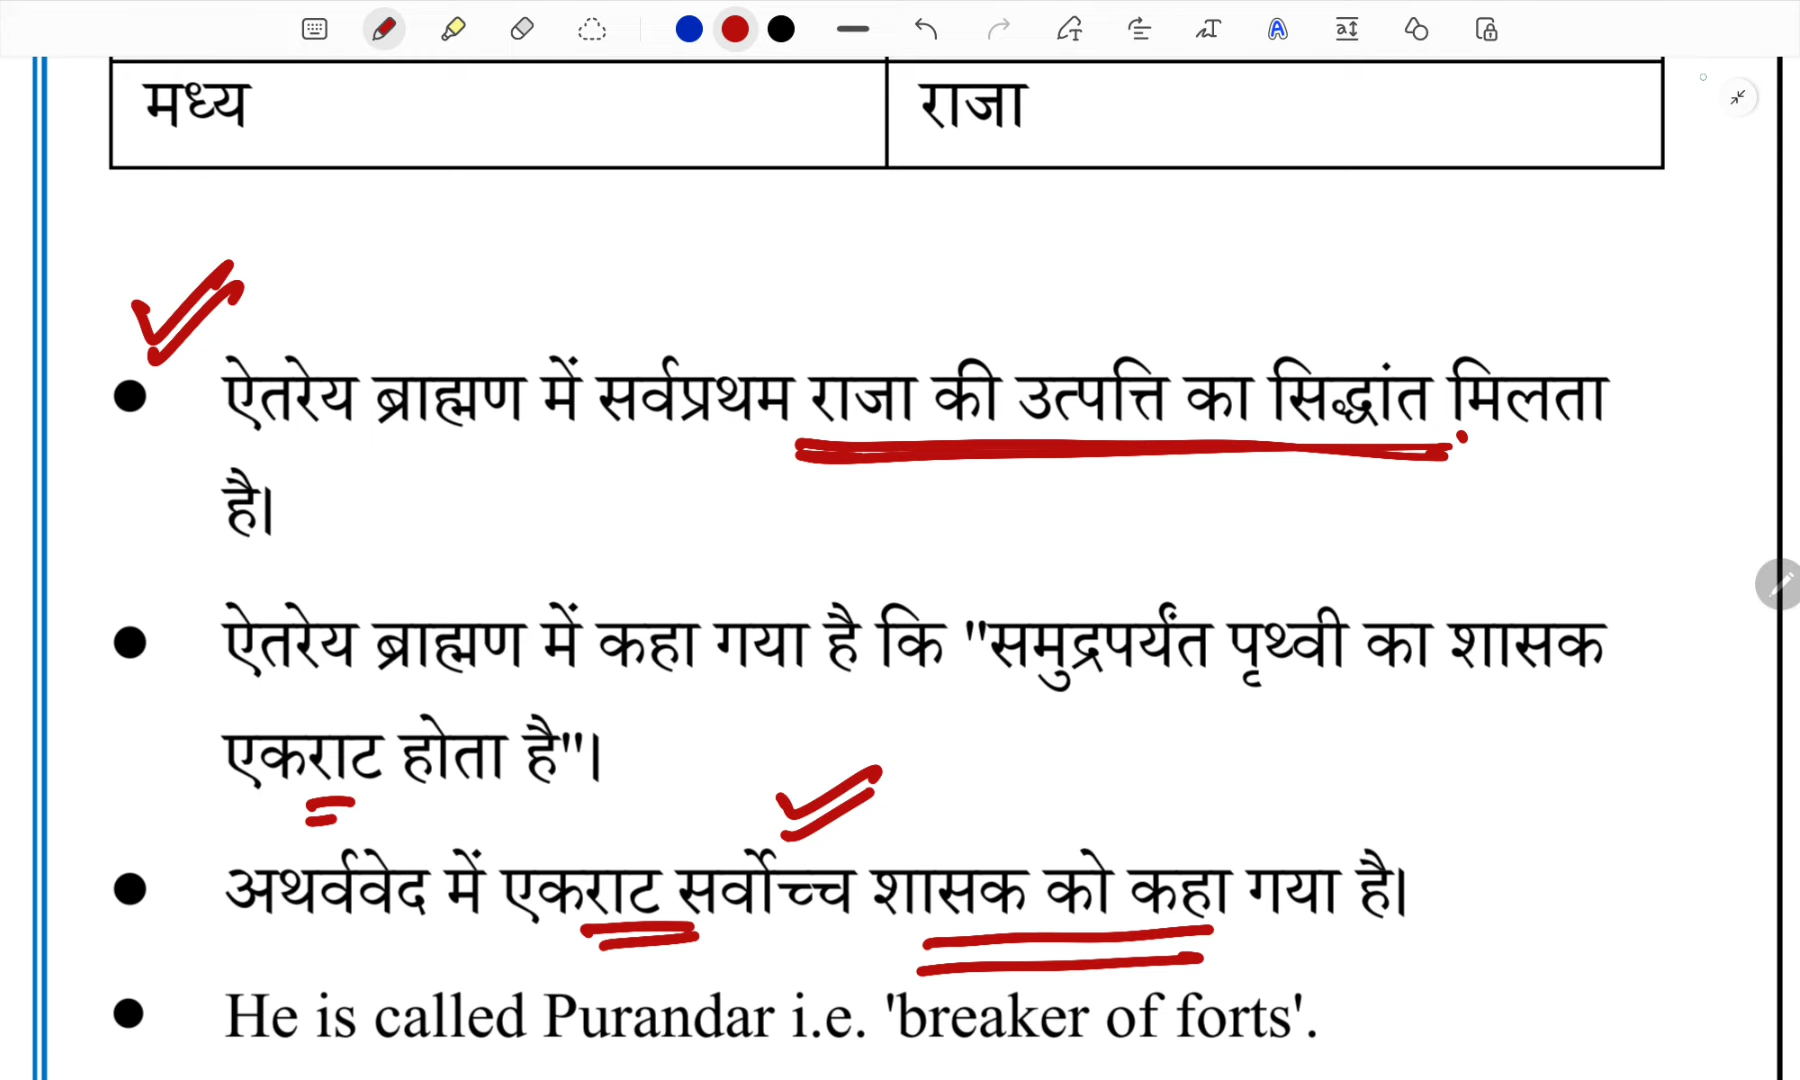 मध्य राजा
ऐतरेय ब्राह्मण में सर्वप्रथम राजा की उत्पत्ति का सिद्धांत मिलता
है।
ऐतरेय ब्राह्मण में कहा गया है कि "समुद्रपर्यंत पृथ्वी का शासक
एकराट होता है"।
अथर्ववेद में एकराट सर्वोच्च शासक को कहा गया है।
He is called Purandar i.e. 'breaker of forts'.